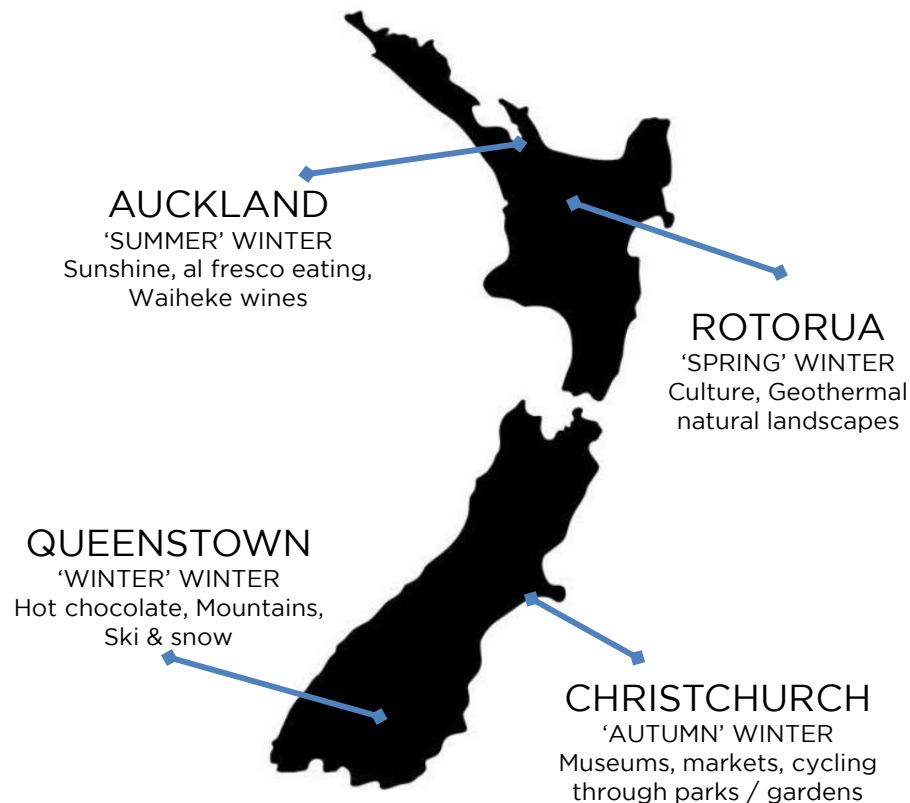 AUCKLAND
‘SUMMER’ WINTER
Sunshine, al fresco eating,
Waiheke wines
ROTORUA
‘SPRING’ WINTER
Culture, Geothermal
natural landscapes
QUEENSTOWN
‘WINTER’ WINTER
Hot chocolate, Mountains,
Ski & snow
CHRISTCHURCH
‘AUTUMN’ WINTER
Museums, markets, cycling
through parks / gardens